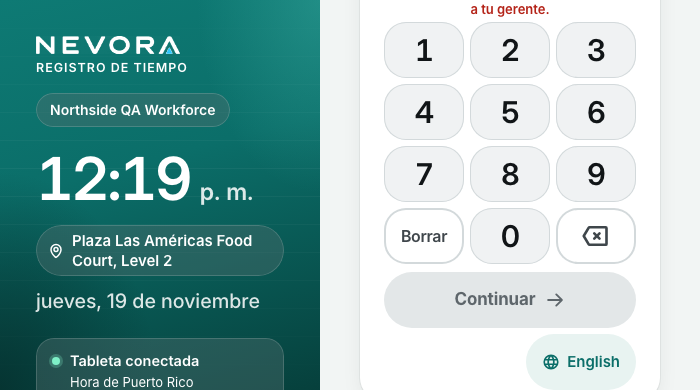 NEVORA
REGISTRO DE TIEMPO
Northside QA Workforce
12:19 p. m.
Plaza Las Américas Food
Court, Level 2
jueves, 19 de noviembre
Tableta conectada
Hora de Puerto Rico
a tu gerente.
1 2 3
4 5 6
7 8 9
Borrar 0
Continuar
English